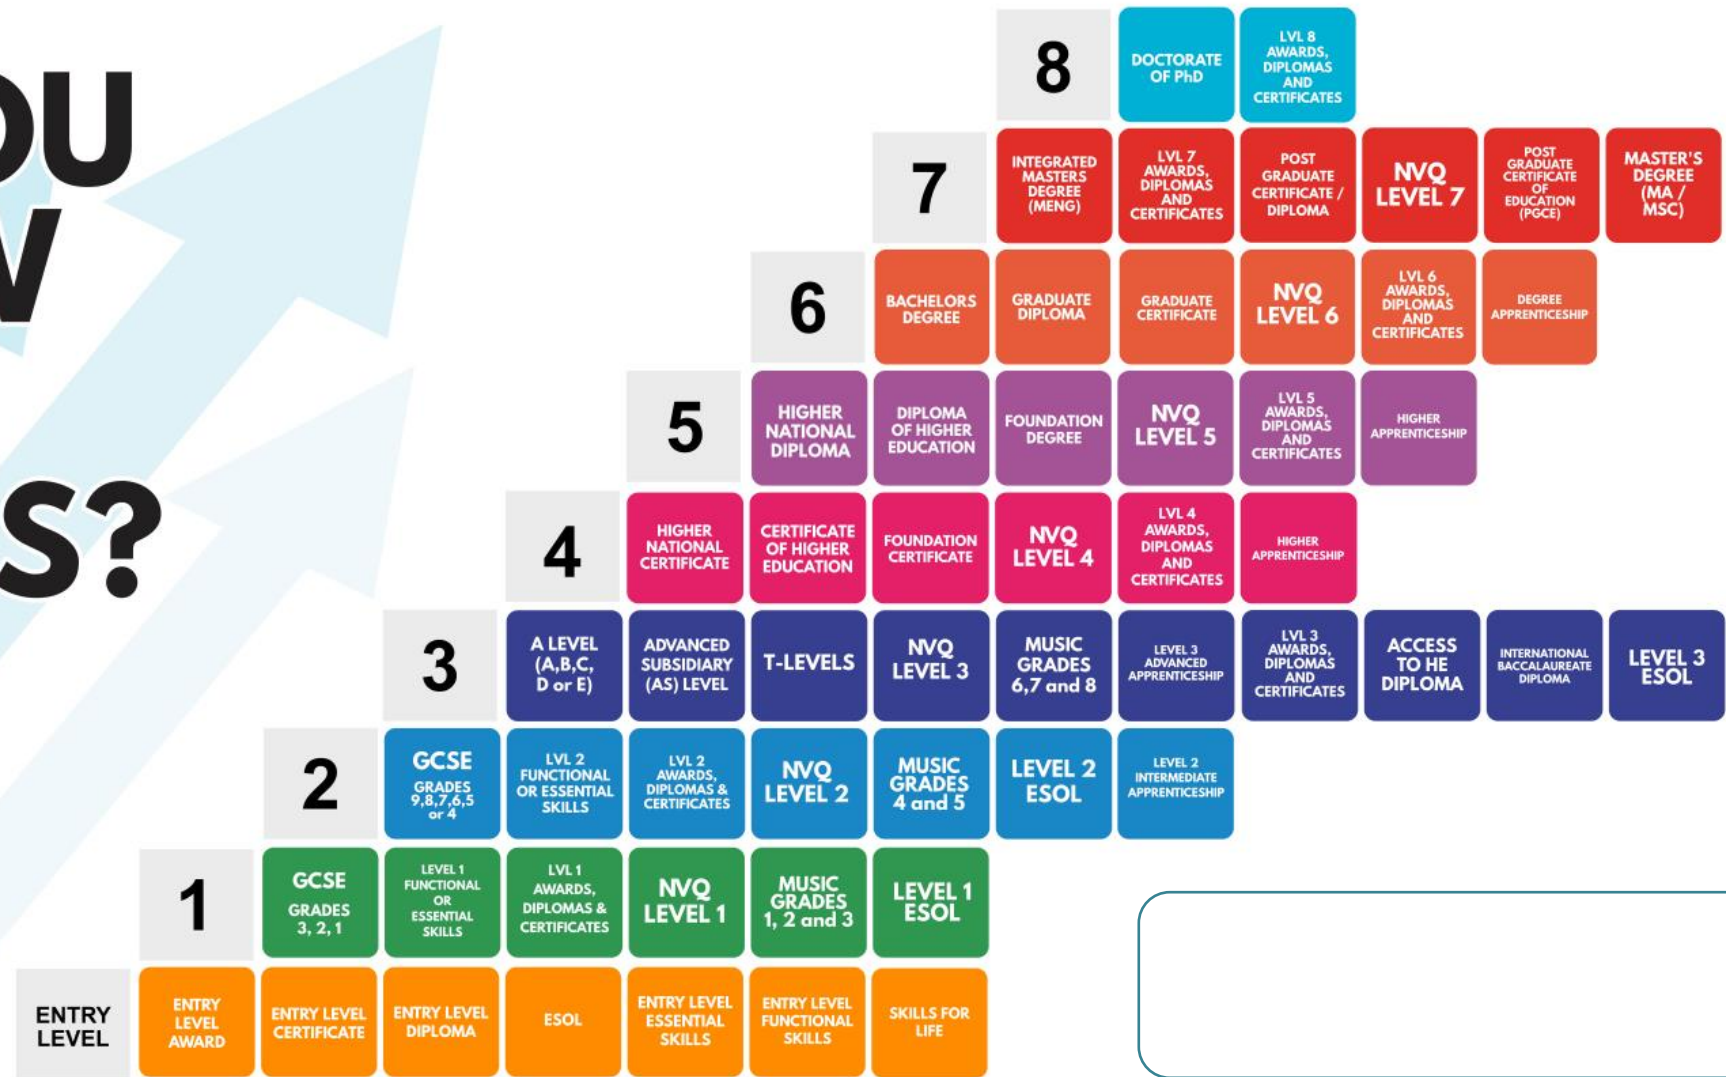 OU
W
S?
8
DOCTORATE
OF PhD
LVL 8
AWARDS,
DIPLOMAS
AND
CERTIFICATES
7
INTEGRATED
MASTERS
DEGREE
(MENG)
LVL 7
AWARDS,
DIPLOMAS
AND
CERTIFICATES
POST
GRADUATE
CERTIFICATE /
DIPLOMA
NVQ
LEVEL 7
POST
GRADUATE
CERTIFICATE
OF
EDUCATION
(PGCE)
MASTER'S
DEGREE
(MA /
MSC)
6
BACHELORS
DEGREE
GRADUATE
DIPLOMA
GRADUATE
CERTIFICATE
NVQ
LEVEL 6
LVL 6
AWARDS,
DIPLOMAS
AND
CERTIFICATES
DEGREE
APPRENTICESHIP
5
HIGHER
NATIONAL
DIPLOMA
DIPLOMA
OF HIGHER
EDUCATION
FOUNDATION
DEGREE
NVQ
LEVEL 5
LVL 5
AWARDS,
DIPLOMAS
AND
CERTIFICATES
HIGHER
APPRENTICESHIP
4
HIGHER
NATIONAL
CERTIFICATE
CERTIFICATE
OF HIGHER
EDUCATION
FOUNDATION
CERTIFICATE
NVQ
LEVEL 4
LVL 4
AWARDS,
DIPLOMAS
AND
CERTIFICATES
HIGHER
APPRENTICESHIP
3
A LEVEL
(A,B,C,
D or E)
ADVANCED
SUBSIDIARY
(AS) LEVEL
T-LEVELS
NVQ
LEVEL 3
MUSIC
GRADES
6,7 and 8
LEVEL 3
ADVANCED
APPRENTICESHIP
LVL 3
AWARDS,
DIPLOMAS
AND
CERTIFICATES
ACCESS
TO HE
DIPLOMA
INTERNATIONAL
BACCALAUREATE
DIPLOMA
LEVEL 3
ESOL
2
GCSE
GRADES
9,8,7,6,5
or 4
LVL 2
FUNCTIONAL
OR ESSENTIAL
SKILLS
LVL 2
AWARDS,
DIPLOMAS &
CERTIFICATES
NVQ
LEVEL 2
MUSIC
GRADES
4 and 5
LEVEL 2
ESOL
LEVEL 2
INTERMEDIATE
APPRENTICESHIP
1
GCSE
GRADES
3, 2, 1
LEVEL 1
FUNCTIONAL
OR
ESSENTIAL
SKILLS
LVL 1
AWARDS,
DIPLOMAS &
CERTIFICATES
NVQ
LEVEL 1
MUSIC
GRADES
1, 2 and 3
LEVEL 1
ESOL
ENTRY
LEVEL
ENTRY
LEVEL
AWARD
ENTRY LEVEL
CERTIFICATE
ENTRY LEVEL
DIPLOMA
ESOL
ENTRY LEVEL
ESSENTIAL
SKILLS
ENTRY LEVEL
FUNCTIONAL
SKILLS
SKILLS FOR
LIFE